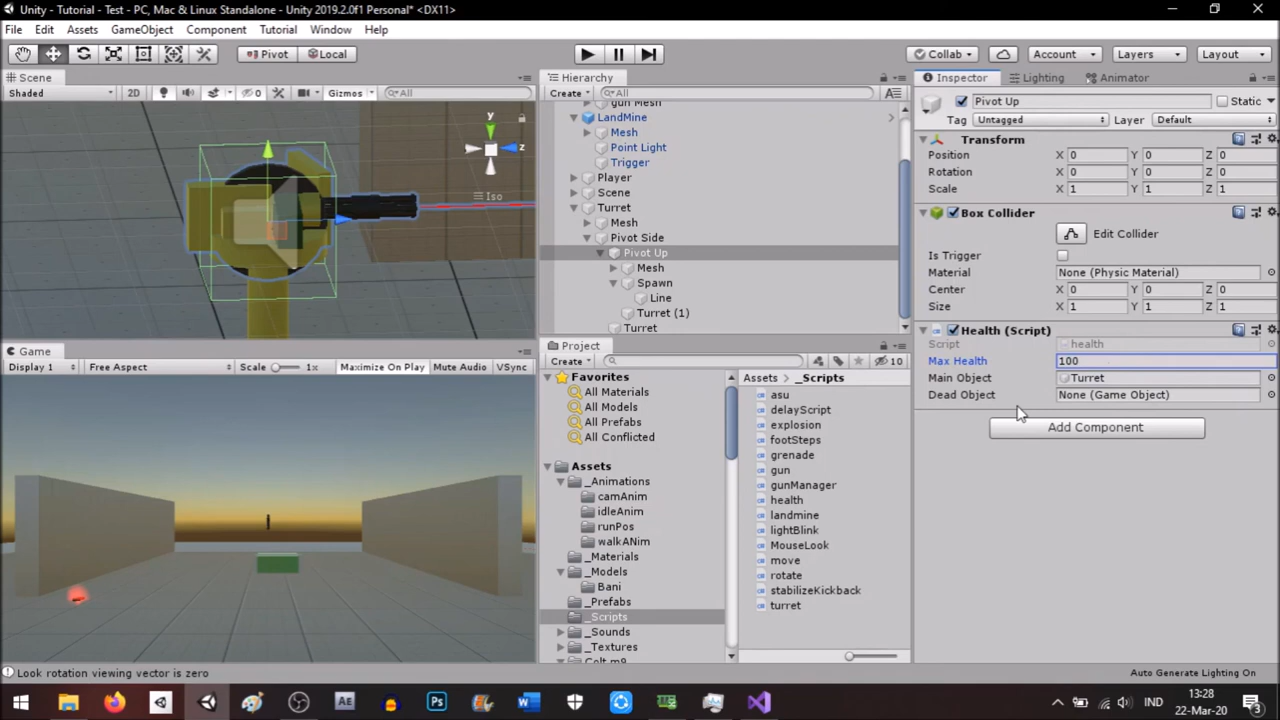 Unity - Tutorial - Test - PC, Mac & Linux Standalone - Unity 2019.2.0f1 Personal* <DX11>
File Edit Assets GameObject Component Tutorial Window Help
Pivot Local Collab Account Layers Layout
Scene
Shaded 2D Gizmos All
y
z
Iso
Game
Display 1 Free Aspect Scale 1x Maximize On Play Mute Audio VSync
Hierarchy
Create All
gun Mesh
LandMine
Mesh
Point Light
Trigger
Player
Scene
Turret
Mesh
Pivot Side
Pivot Up
Mesh
Spawn
Line
Turret (1)
Turret
Project
Create 10
Favorites
All Materials
All Models
All Prefabs
All Conflicted
Assets
_Animations
camAnim
idleAnim
runPos
walkANim
_Materials
_Models
Bani
_Prefabs
_Scripts
_Sounds
_Textures
Colt m9
Assets _Scripts
asu
delayScript
explosion
footSteps
grenade
gun
gunManager
health
landmine
lightBlink
MouseLook
move
rotate
stabilizeKickback
turret
Inspector Lighting Animator
Pivot Up Static
Tag Untagged Layer Default
Transform
Position X 0 Y 0 Z 0
Rotation X 0 Y 0 Z 0
Scale X 1 Y 1 Z 1
Box Collider
Edit Collider
Is Trigger
Material None (Physic Material)
Center X 0 Y 0 Z 0
Size X 1 Y 1 Z 1
Health (Script)
Script health
Max Health 100
Main Object Turret
Dead Object None (Game Object)
Add Component
Look rotation viewing vector is zero
Auto Generate Lighting On
Ae Ps IND 13:28
22-Mar-20 3